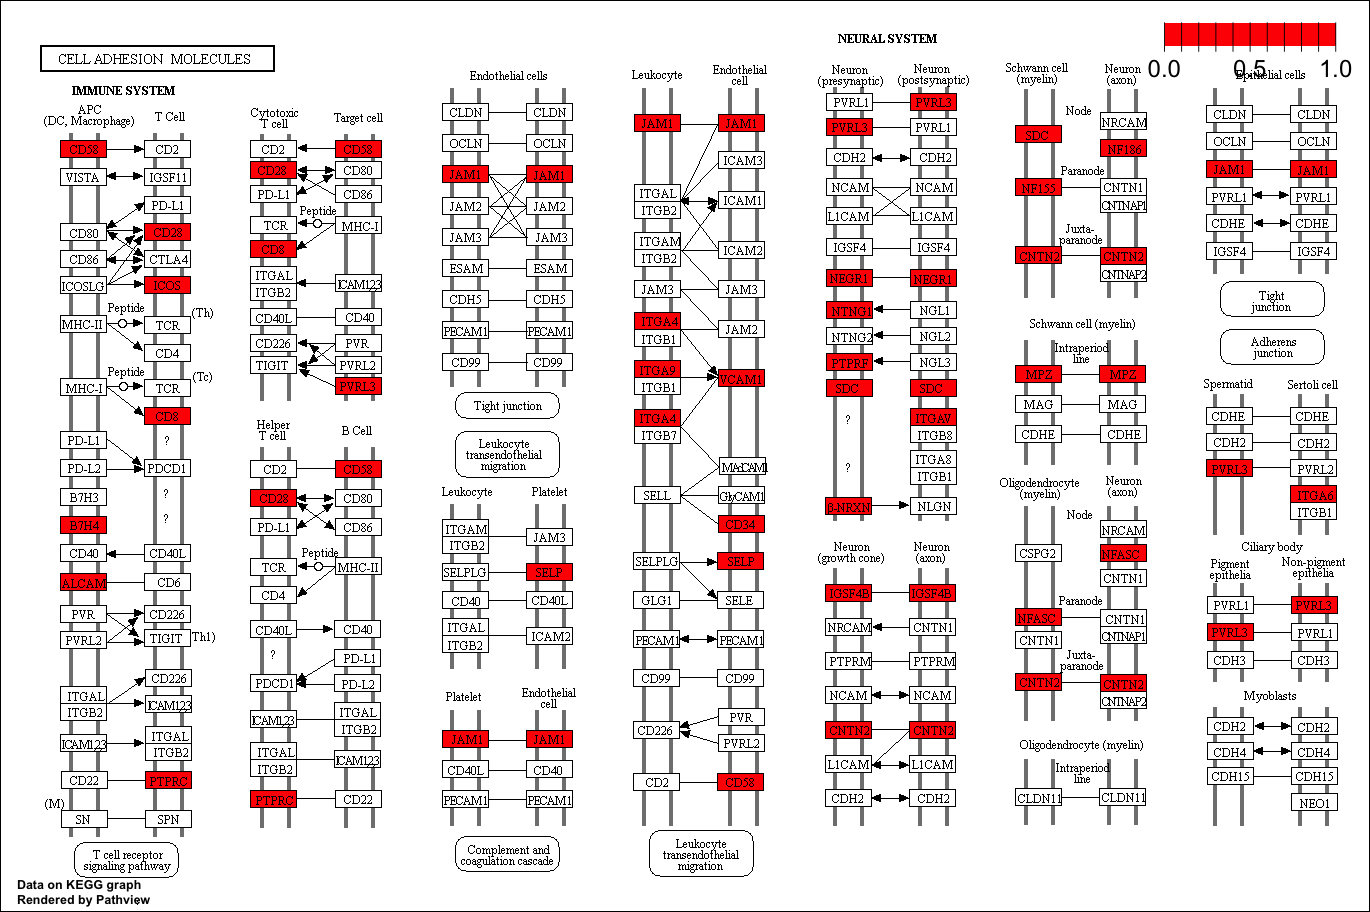 CELL ADHESION MOLECULES
NEURAL SYSTEM
0.0 0.5 1.0
IMMUNE SYSTEM
APC
(DC, Macrophage)
T Cell
CD58
CD2
VISTA
IGSF11
PD-L1
CD80
CD28
CD86
CTLA4
ICOSLG
ICOS
Peptide
(Th)
MHC-II
TCR
CD4
Peptide
(Tc)
MHC-I
TCR
CD8
PD-L1
?
PD-L2
PDCD1
B7H3
?
B7H4
?
CD40
CD40L
ALCAM
CD6
PVR
CD226
PVRL2
TIGIT
Th1)
CD226
ITGAL
ITGB2
ICAM123
ICAM123
ITGAL
ITGB2
CD22
PTPRC
(M)
SN
SPN
T cell receptor
signaling pathway
Data on KEGG graph
Rendered by Pathview
Cytotoxic
T cell
Target cell
CD2
CD58
CD28
CD80
PD-L1
CD86
Peptide
TCR
MHC-I
CD8
ITGAL
ITGB2
ICAM123
CD40L
CD40
CD226
PVR
TIGIT
PVRL2
PVRL3
Helper
T cell
B Cell
CD2
CD58
CD28
CD80
PD-L1
CD86
Peptide
TCR
MHC-II
CD4
CD40L
CD40
?
PD-L1
PDCD1
PD-L2
ICAM123
ITGAL
ITGB2
ITGAL
ITGB2
ICAM123
PTPRC
CD22
Endothelial cells
CLDN
CLDN
OCLN
OCLN
JAM1
JAM1
JAM2
JAM2
JAM3
JAM3
ESAM
ESAM
CDH5
CDH5
PECAM1
PECAM1
CD99
CD99
Tight junction
Leukocyte
transendothelial
migration
Leukocyte
Platelet
ITGAM
ITGB2
JAM3
SELPLG
SELP
CD40
CD40L
ITGAL
ITGB2
ICAM2
Platelet
Endothelial
cell
JAM1
JAM1
CD40L
CD40
PECAM1
PECAM1
Complement and
coagulation cascade
Leukocyte
Endothelial
cell
JAM1
JAM1
ICAM3
ITGAL
ITGB2
ICAM1
ITGAM
ITGB2
ICAM2
JAM3
JAM3
ITGA4
ITGB1
JAM2
ITGA9
ITGB1
VCAM1
ITGA4
ITGB7
MAdCAM1
SELL
GlyCAM1
CD34
SELPLG
SELP
GLG1
SELE
PECAM1
PECAM1
CD99
CD99
CD226
PVR
PVRL2
CD2
CD58
Leukocyte
transendothelial
migration
Neuron
(presynaptic)
Neuron
(postsynaptic)
PVRL1
PVRL3
PVRL3
PVRL1
CDH2
CDH2
NCAM
NCAM
L1CAM
L1CAM
IGSF4
IGSF4
NEGR1
NEGR1
NTNG1
NGL1
NTNG2
NGL2
PTPRF
NGL3
SDC
SDC
?
ITGAV
ITGB8
?
ITGA8
ITGB1
β-NRXN
NLGN
Neuron
(growth cone)
Neuron
(axon)
IGSF4B
IGSF4B
NRCAM
CNTN1
PTPRM
PTPRM
NCAM
NCAM
CNTN2
CNTN2
L1CAM
L1CAM
CDH2
CDH2
Schwann cell
(myelin)
Neuron
(axon)
Node
NRCAM
SDC
NF186
Paranode
NF155
CNTN1
CNTNAP1
Juxta-
paranode
CNTN2
CNTN2
CNTNAP2
Schwann cell (myelin)
Intraperiod
line
MPZ
MPZ
MAG
MAG
CDHE
CDHE
Oligodendrocyte
(myelin)
Neuron
(axon)
Node
NRCAM
CSPG2
NFASC
CNTN1
Paranode
NFASC
CNTN1
CNTN1
CNTNAP1
Juxta-
paranode
CNTN2
CNTN2
CNTNAP2
Oligodendrocyte (myelin)
Intraperiod
line
CLDN11
CLDN11
Epithelial cells
CLDN
CLDN
OCLN
OCLN
JAM1
JAM1
PVRL1
PVRL1
CDHE
CDHE
IGSF4
IGSF4
Tight
junction
Adherens
junction
Spermatid
Sertoli cell
CDHE
CDHE
CDH2
CDH2
PVRL3
PVRL2
ITGA6
ITGB1
Ciliary body
Pigment
epithelia
Non-pigment
epithelia
PVRL1
PVRL3
PVRL3
PVRL1
CDH3
CDH3
Myoblasts
CDH2
CDH2
CDH4
CDH4
CDH15
CDH15
NEO1